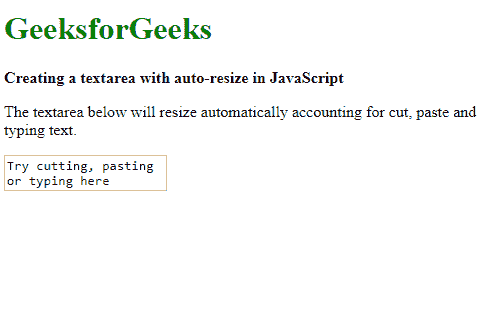 GeeksforGeeks
Creating a textarea with auto-resize in JavaScript
The textarea below will resize automatically accounting for cut, paste and
typing text.
Try cutting, pasting
or typing here